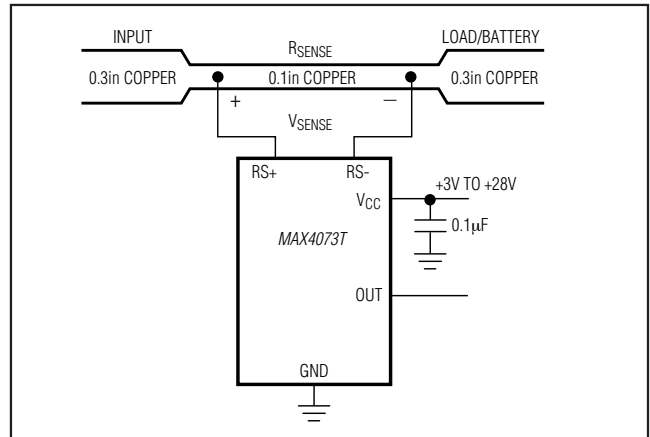 INPUT RSENSE LOAD/BATTERY
0.3in COPPER 0.1in COPPER 0.3in COPPER
+ −
VSENSE
RS+ RS-
VCC +3V TO +28V
MAX4073T 0.1µF
OUT
GND